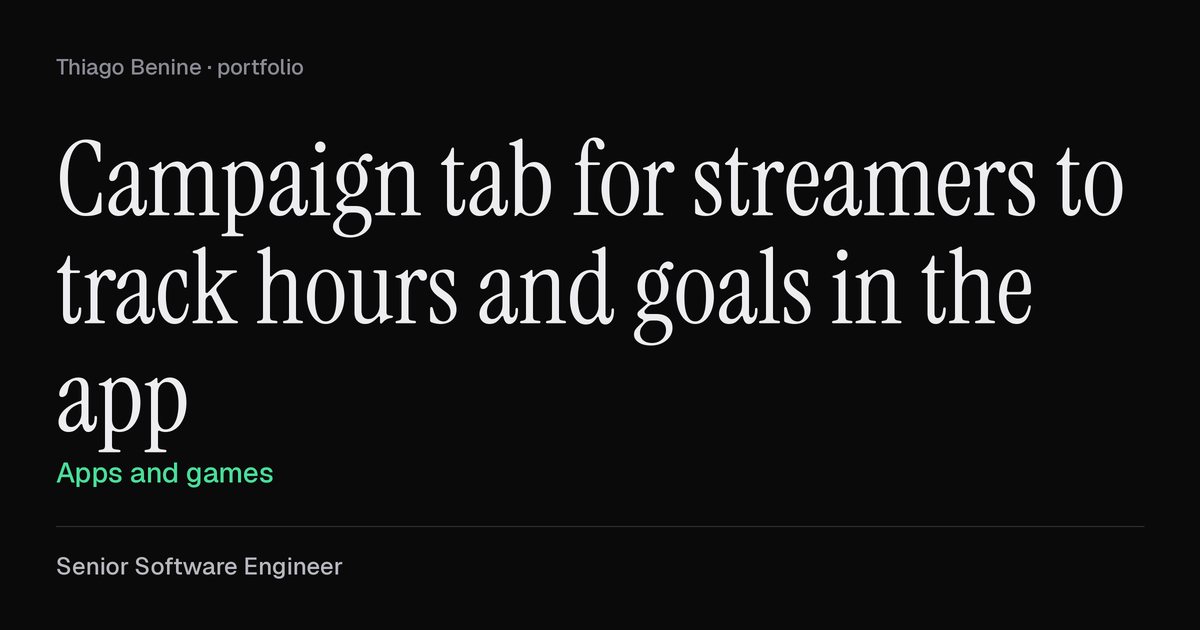 Thiago Benine · portfolio
Campaign tab for streamers to
track hours and goals in the
app
Apps and games
Senior Software Engineer